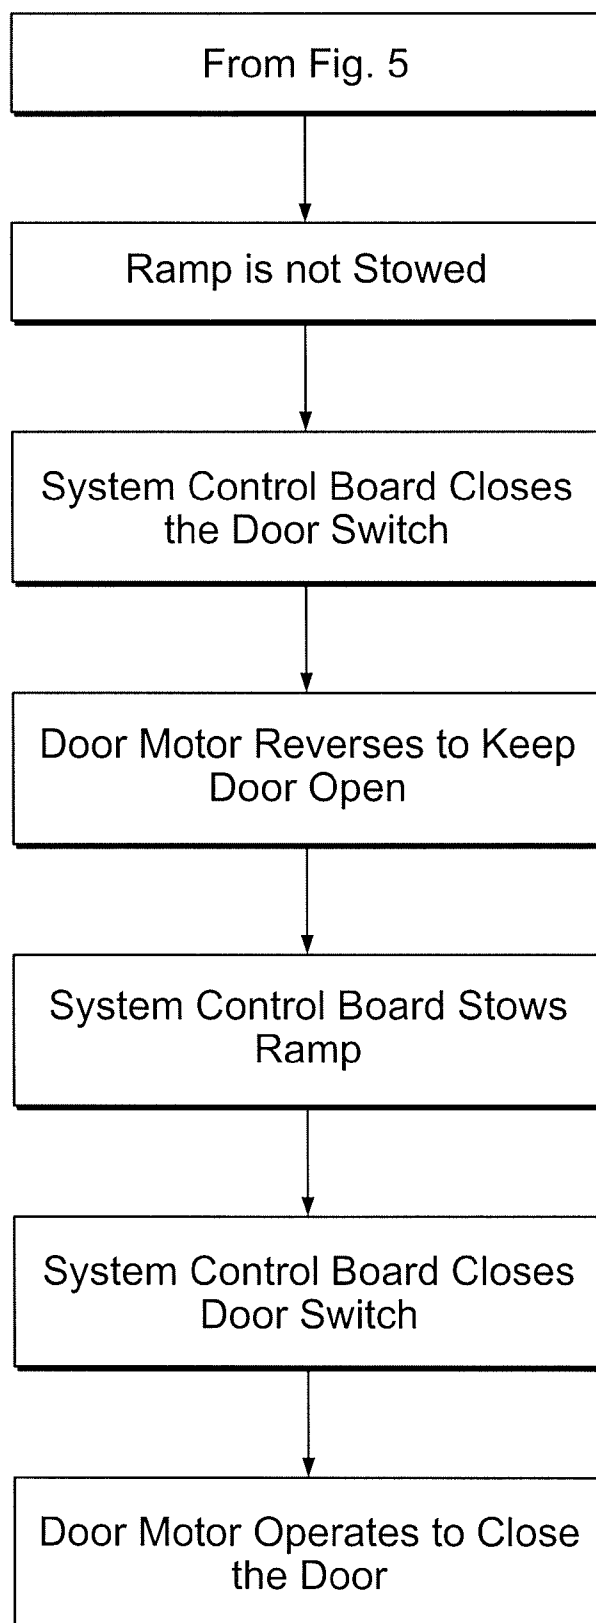 From Fig. 5
Ramp is not Stowed
System Control Board Closes
the Door Switch
Door Motor Reverses to Keep
Door Open
System Control Board Stows
Ramp
System Control Board Closes
Door Switch
Door Motor Operates to Close
the Door